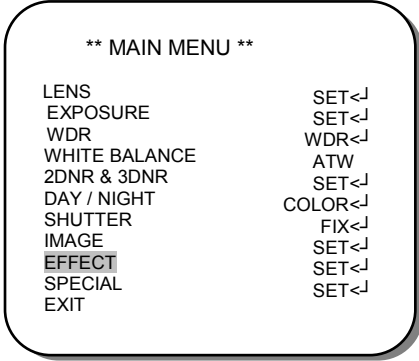 ** MAIN MENU **
LENS SET<┘
EXPOSURE SET<┘
WDR WDR<┘
WHITE BALANCE ATW
2DNR & 3DNR SET<┘
DAY / NIGHT COLOR<┘
SHUTTER FIX<┘
IMAGE SET<┘
EFFECT SET<┘
SPECIAL SET<┘
EXIT